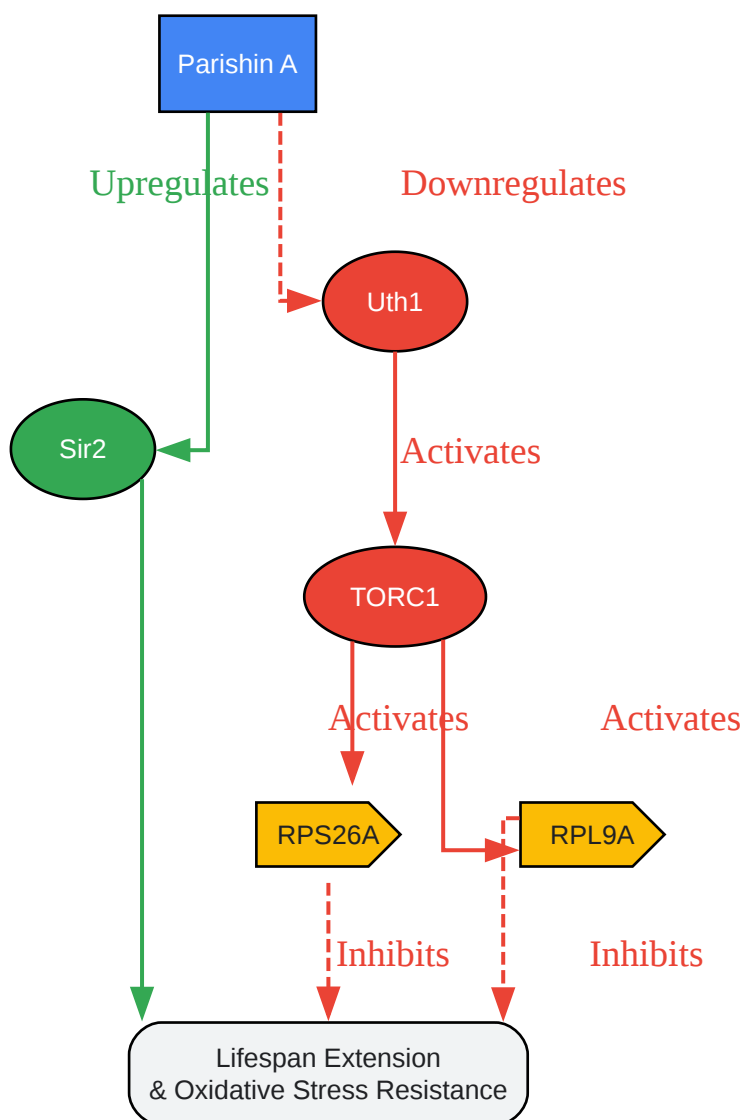 Parishin A
Upregulates
Downregulates
Uth1
Sir2
Activates
TORC1
Activates
Activates
RPS26A
RPL9A
Inhibits
Inhibits
Lifespan Extension
& Oxidative Stress Resistance